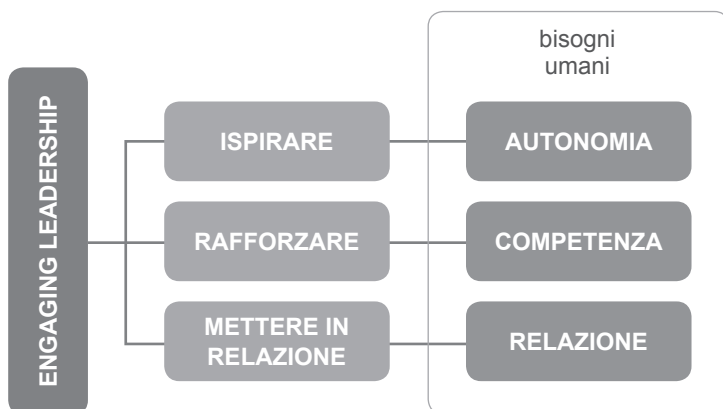 bisogni
umani
ENGAGING LEADERSHIP
ISPIRARE
AUTONOMIA
RAFFORZARE
COMPETENZA
METTERE IN
RELAZIONE
RELAZIONE